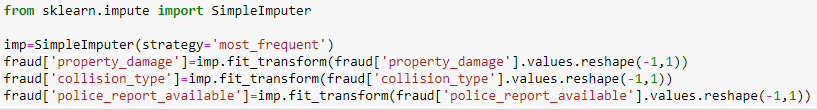 from sklearn.impute import SimpleImputer
imp=SimpleImputer(strategy='most_frequent')
fraud['property_damage']=imp.fit_transform(fraud['property_damage'].values.reshape(-1,1))
fraud['collision_type']=imp.fit_transform(fraud['collision_type'].values.reshape(-1,1))
fraud['police_report_available']=imp.fit_transform(fraud['police_report_available'].values.reshape(-1,1))